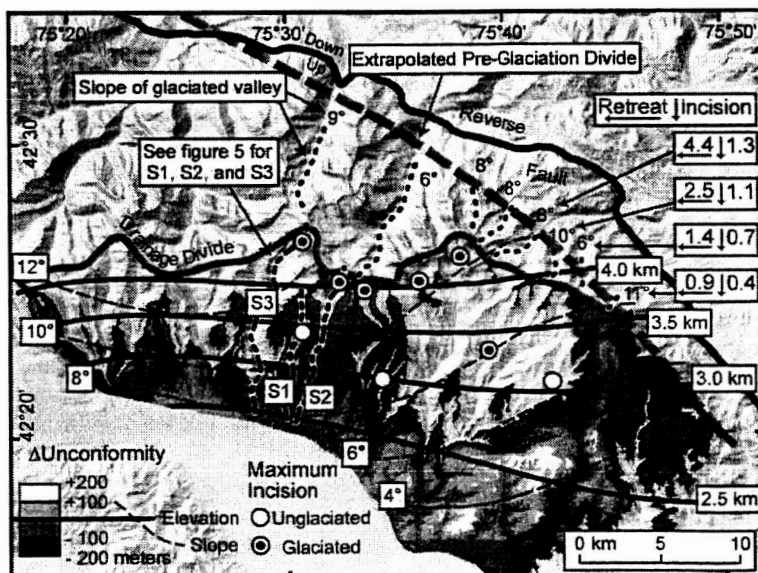 75°20' 75°30' 75°40' 75°50'
Down
Up
Extrapolated Pre-Glaciation Divide
Slope of glaciated valley
Reverse
Fault
Retreat Incision
42°30'
See figure 5 for
S1, S2, and S3
9°
6°
8°
8°
8°
10°
6°
11°
4.4 1.3
2.5 1.1
1.4 0.7
0.9 0.4
Drainage Divide
12°
10°
8°
6°
4°
S3
S1
S2
4.0 km
3.5 km
3.0 km
2.5 km
42°20'
ΔUnconformity
+200
+100
- 100
- 200 meters
Elevation
Slope
Maximum
Incision
Unglaciated
Glaciated
0 km 5 10